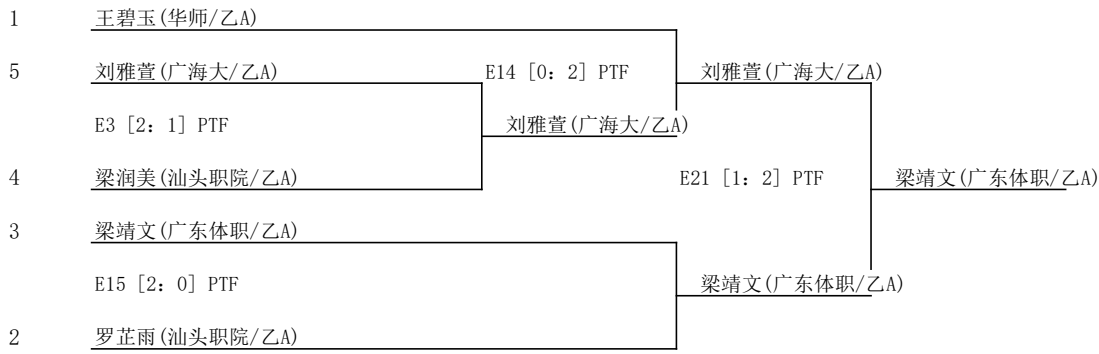 1 王碧玉(华师/乙A)
5 刘雅萱(广海大/乙A) E14 [0: 2] PTF 刘雅萱(广海大/乙A)
E3 [2: 1] PTF 刘雅萱(广海大/乙A)
4 梁润美(汕头职院/乙A) E21 [1: 2] PTF 梁靖文(广东体职/乙A)
3 梁靖文(广东体职/乙A)
E15 [2: 0] PTF 梁靖文(广东体职/乙A)
2 罗芷雨(汕头职院/乙A)